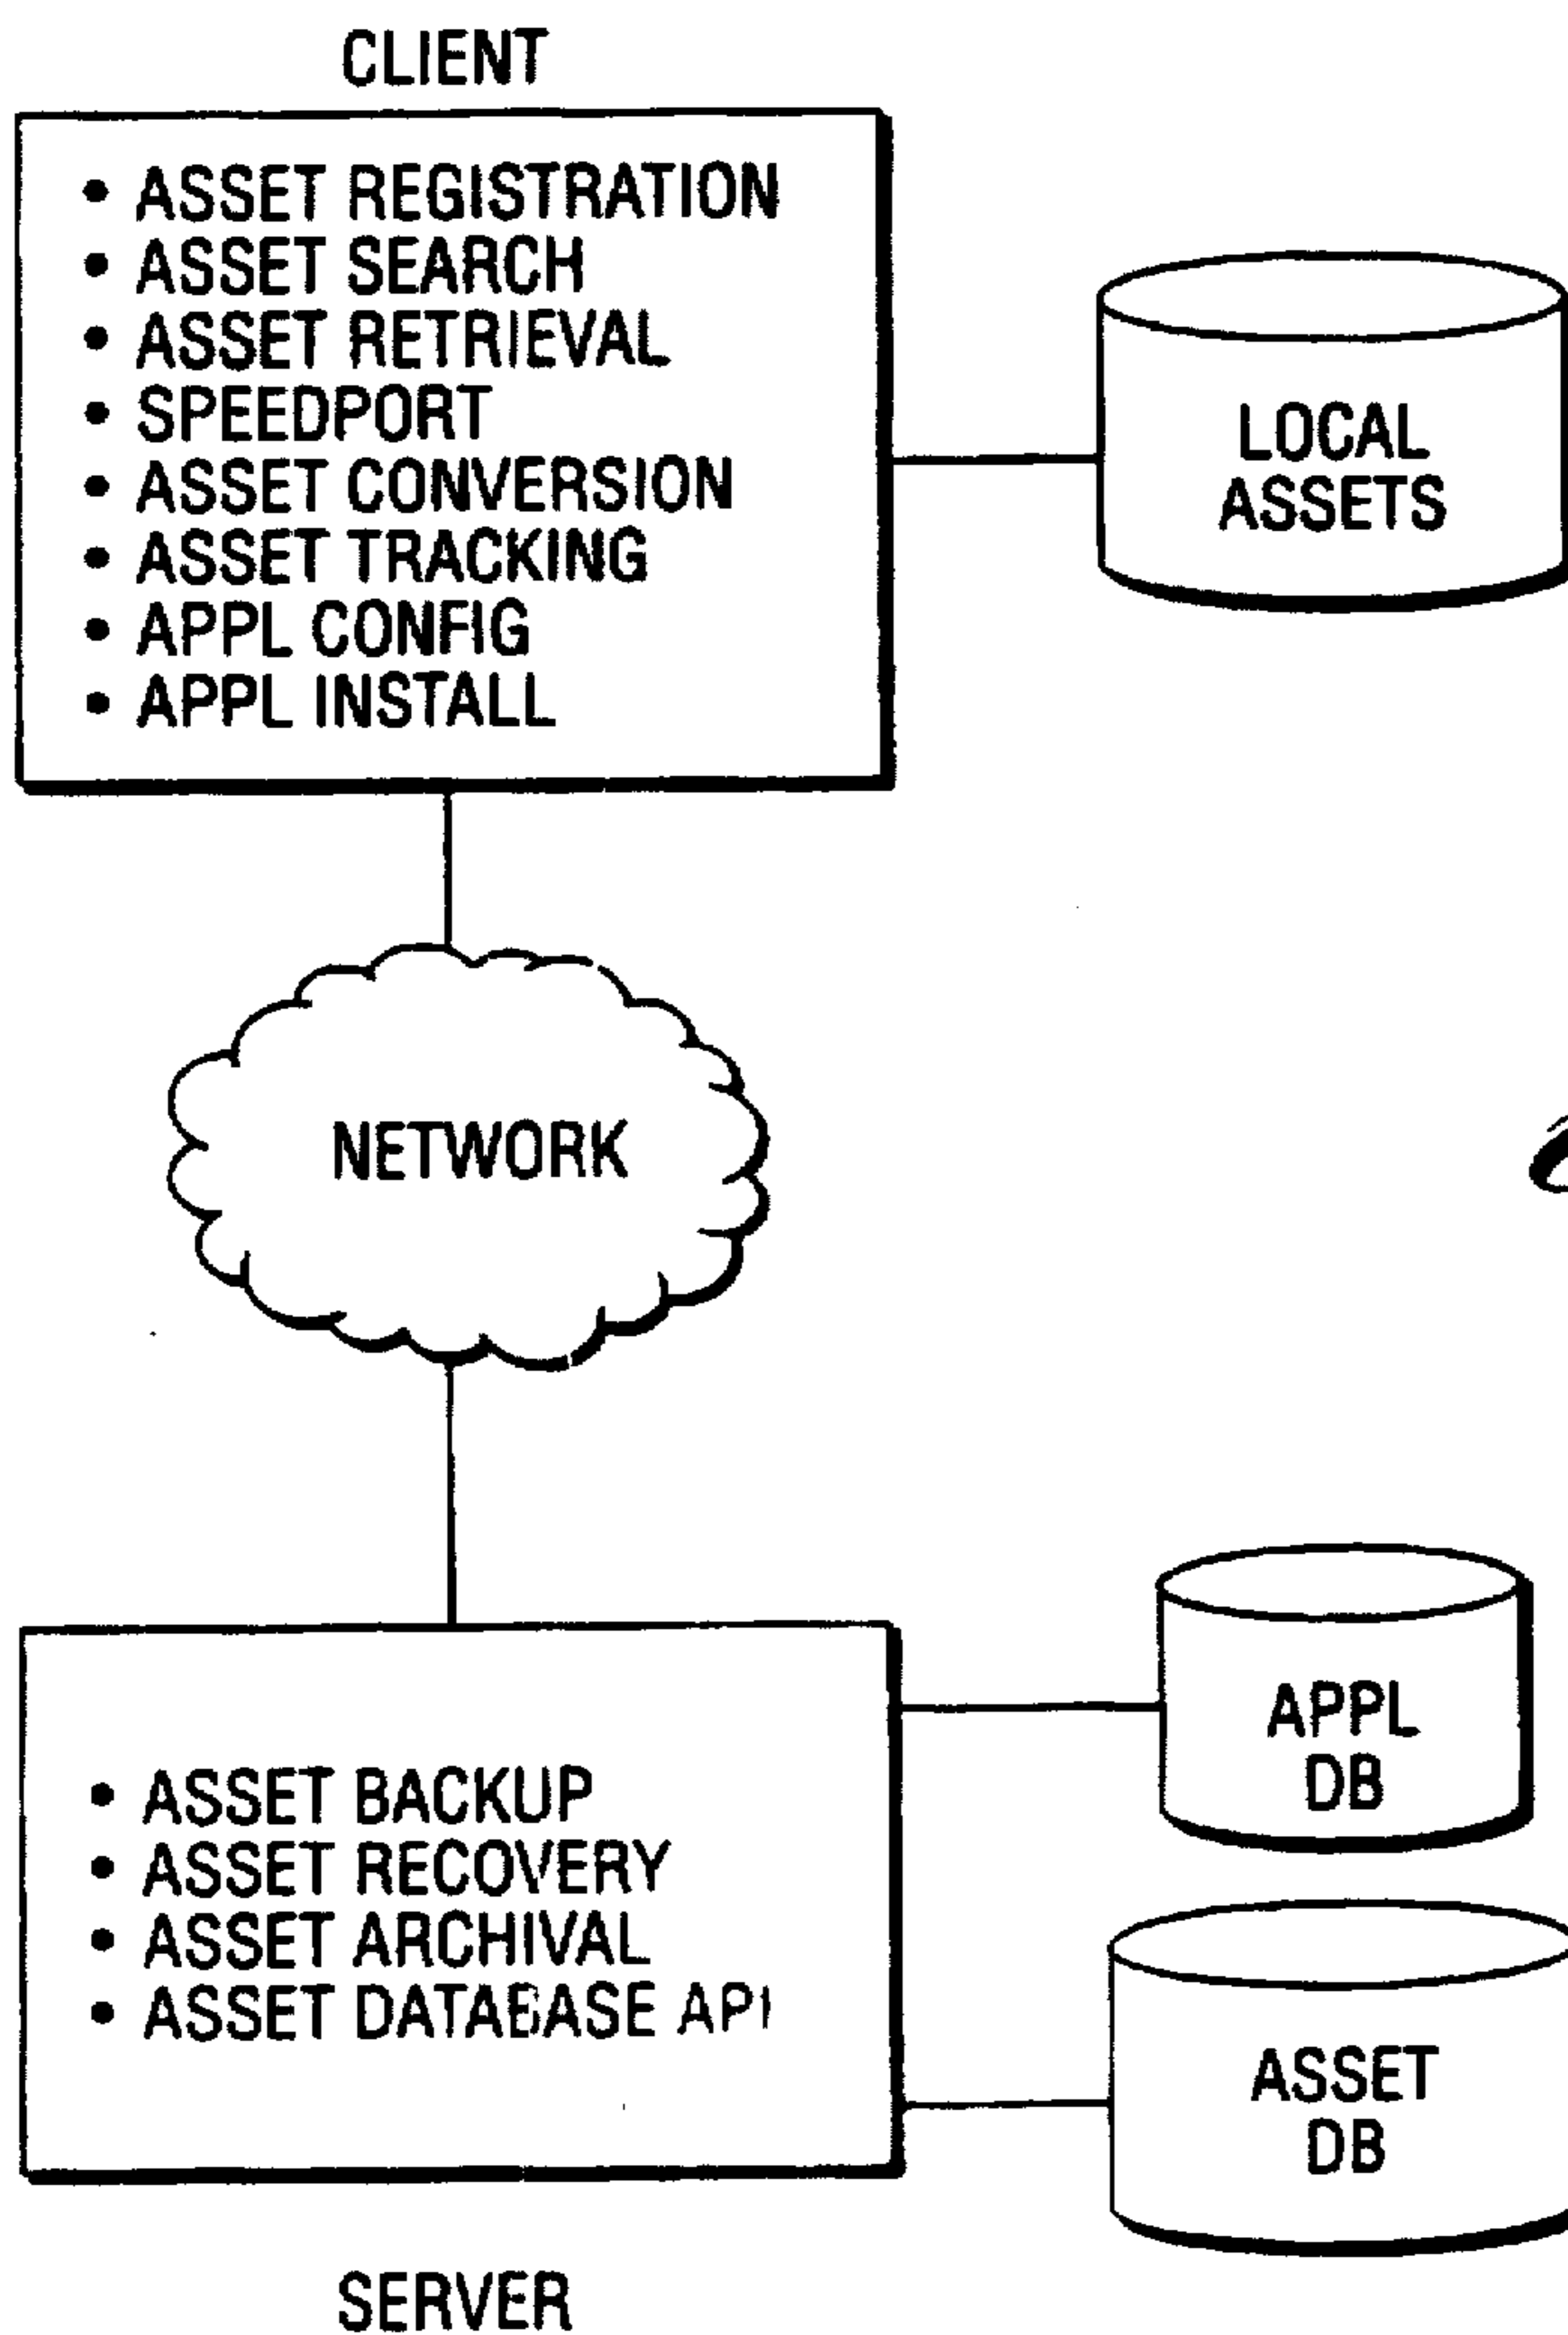 CLIENT
• ASSET REGISTRATION
• ASSET SEARCH
• ASSET RETRIEVAL
• SPEEDPORT
• ASSET CONVERSION
• ASSET TRACKING
• APPL CONFIG
• APPL INSTALL
LOCAL
ASSETS
NETWORK
• ASSET BACKUP
• ASSET RECOVERY
• ASSET ARCHIVAL
• ASSET DATABASE API
APPL
DB
ASSET
DB
SERVER